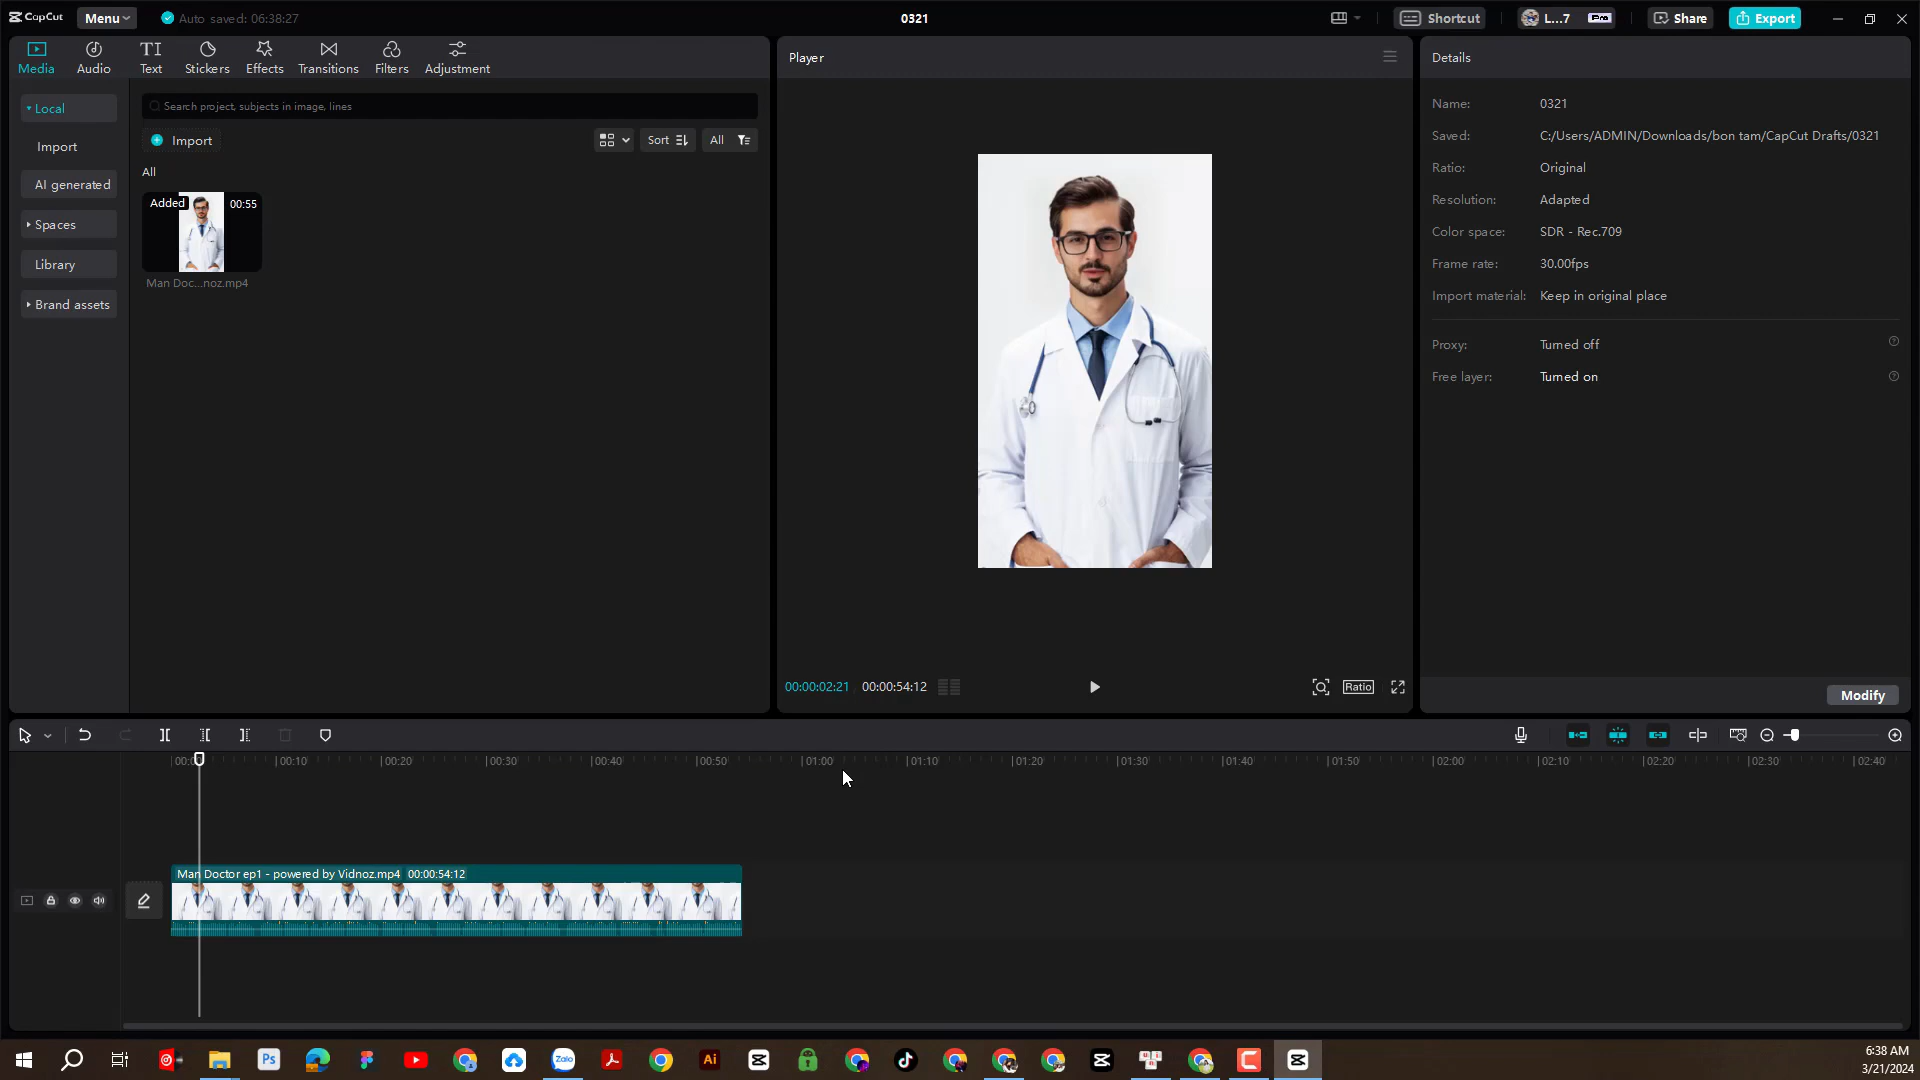 CapCut
Menu
Auto saved: 06:38:27
0321
Shortcut
L...7
Pro
Share
Export
Media
Audio
TI
Text
Stickers
Effects
Transitions
Filters
Adjustment
Player
Details
Local
Import
AI generated
Spaces
Library
Brand assets
Search project, subjects in image, lines
Import
Sort
All
All
Added
00:55
Man Doc...noz.mp4
Name: 0321
Saved: C:/Users/ADMIN/Downloads/bon tam/CapCut Drafts/0321
Ratio: Original
Resolution: Adapted
Color space: SDR - Rec.709
Frame rate: 30.00fps
Import material: Keep in original place
Proxy: Turned off
Free layer: Turned on
00:00:02:21
00:00:54:12
Ratio
Modify
00:10
00:20
00:30
00:40
00:50
01:00
01:10
01:20
01:30
01:40
01:50
02:00
02:10
02:20
02:30
02:40
Man Doctor ep1 - powered by Vidnoz.mp4 00:00:54:12
Ps
Zalo
Ai
6:38 AM
3/21/2024